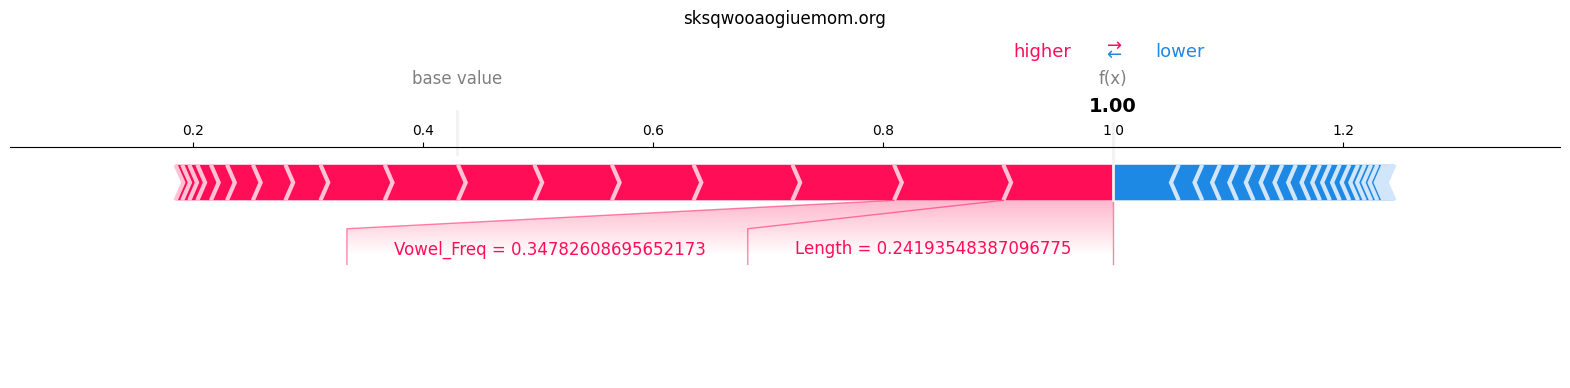 sksqwooaogiuemom.org
higher ⇄ lower
base value f(x)
1.00
0.2 0.4 0.6 0.8 1.0 1.2
Vowel_Freq = 0.34782608695652173 Length = 0.24193548387096775